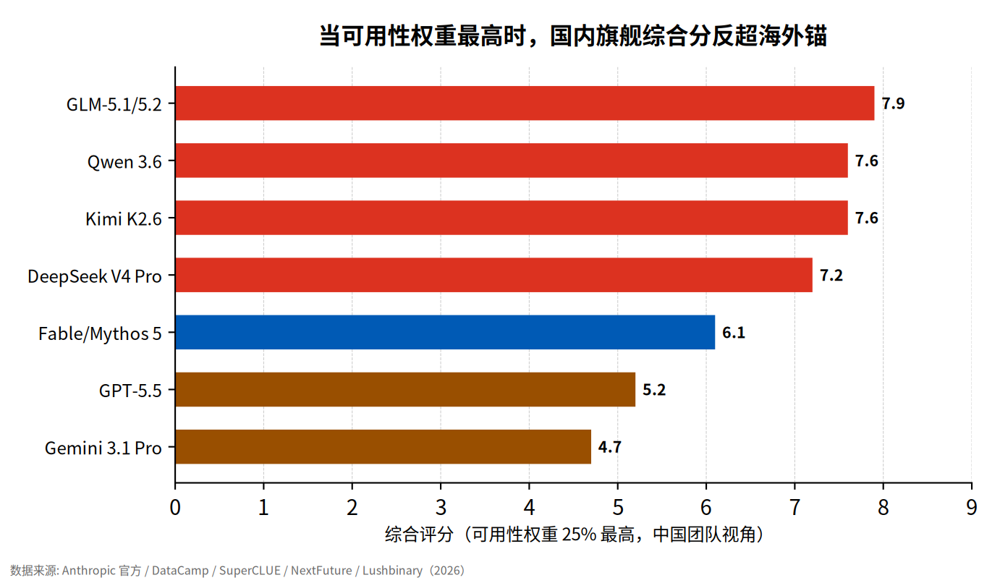 当可用性权重最高时，国内旗舰综合分反超海外锚
GLM-5.1/5.2
7.9
Qwen 3.6
7.6
Kimi K2.6
7.6
DeepSeek V4 Pro
7.2
Fable/Mythos 5
6.1
GPT-5.5
5.2
Gemini 3.1 Pro
4.7
0 1 2 3 4 5 6 7 8 9
综合评分（可用性权重 25% 最高，中国团队视角）
数据来源: Anthropic 官方 / DataCamp / SuperCLUE / NextFuture / Lushbinary（2026）